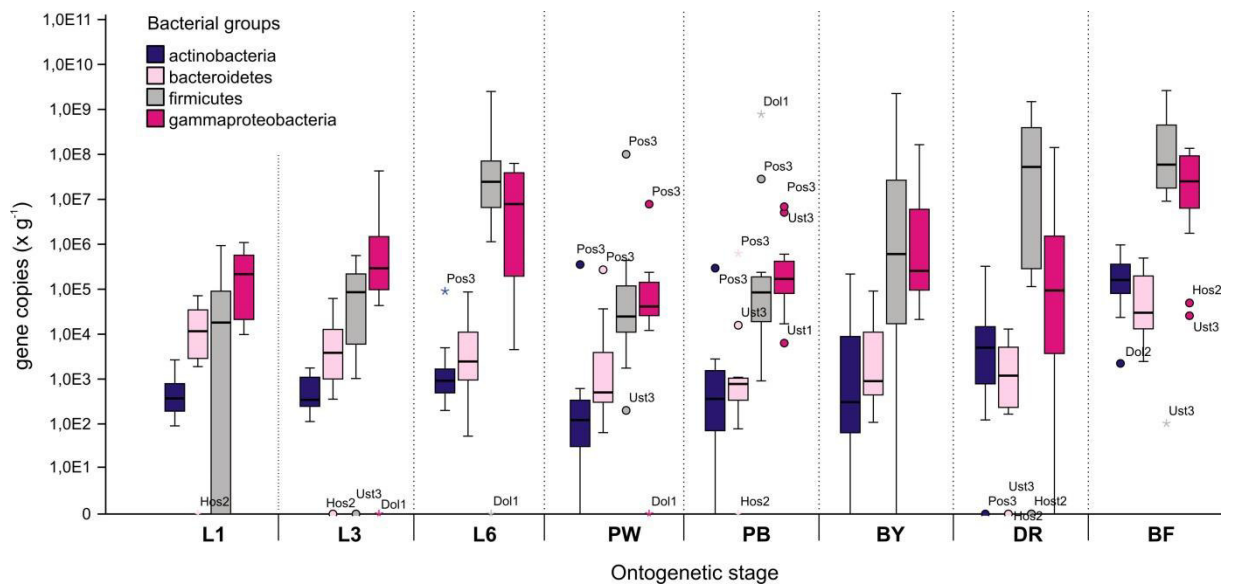 Bacterial groups
actinobacteria
bacteroidetes
firmicutes
gammaproteobacteria
gene copies (x g⁻¹)
1,0E11
1,0E10
1,0E9
1,0E8
1,0E7
1,0E6
1,0E5
1,0E4
1,0E3
1,0E2
1,0E1
0
Hos2
Hos2
Ust3
Dol1
Pos3
Dol1
Pos3
Pos3
Pos3
Pos3
Ust3
Dol1
Dol1
Pos3
Pos3
Ust3
Pos3
Pos3
Ust3
Ust1
Hos2
Ust3
Pos3
Host2
Hos2
Hos2
Ust3
Dol2
Ust3
L1 L3 L6 PW PB BY DR BF
Ontogenetic stage